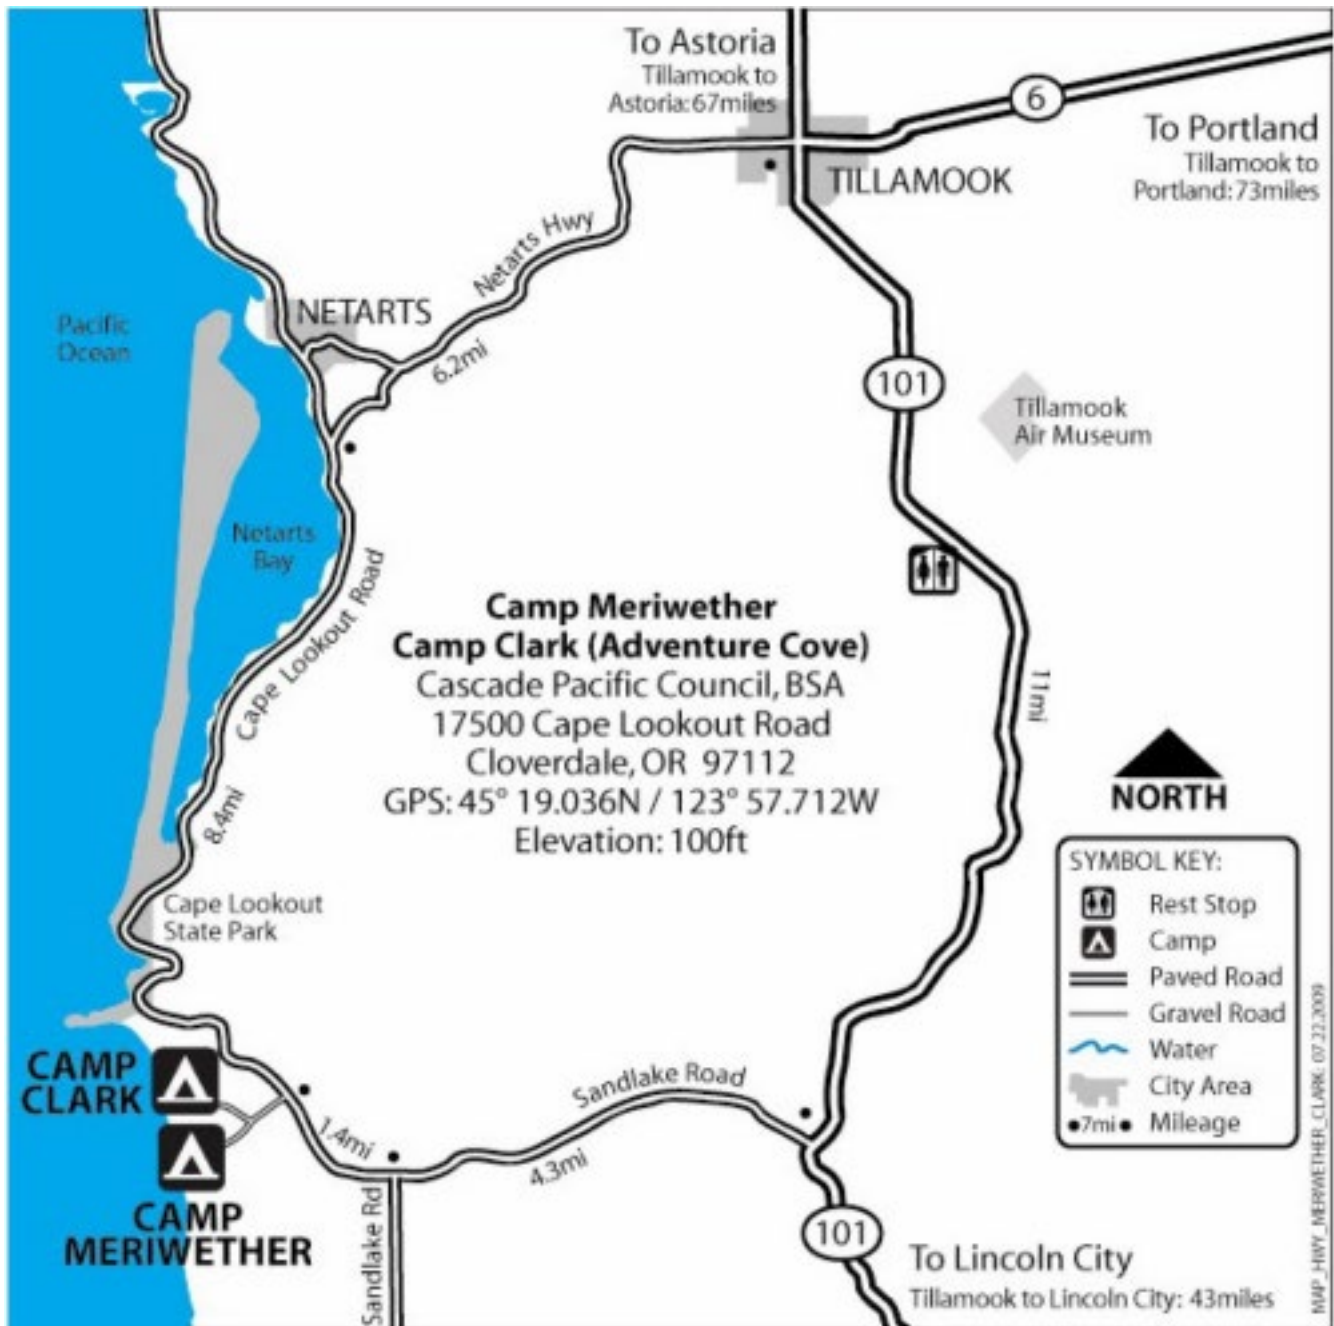 To Astoria
Tillamook to
Astoria: 67miles
6
To Portland
Tillamook to
Portland: 73miles
TILLAMOOK
Netarts Hwy
NETARTS
6.2mi
Pacific
Ocean
101
Tillamook
Air Museum
Netarts
Bay
Cape Lookout Road
8.4mi
11mi
Camp Meriwether
Camp Clark (Adventure Cove)
Cascade Pacific Council, BSA
17500 Cape Lookout Road
Cloverdale, OR 97112
GPS: 45° 19.036N / 123° 57.712W
Elevation: 100ft
NORTH
SYMBOL KEY:
Rest Stop
Camp
Paved Road
Gravel Road
Water
City Area
•7mi• Mileage
Cape Lookout
State Park
CAMP
CLARK
CAMP
MERIWETHER
1.4mi
Sandlake Road
4.3mi
Sandlake Rd
101
To Lincoln City
Tillamook to Lincoln City: 43miles
MAP_HWY_MERIWETHER_CLARK: 07.22.2009